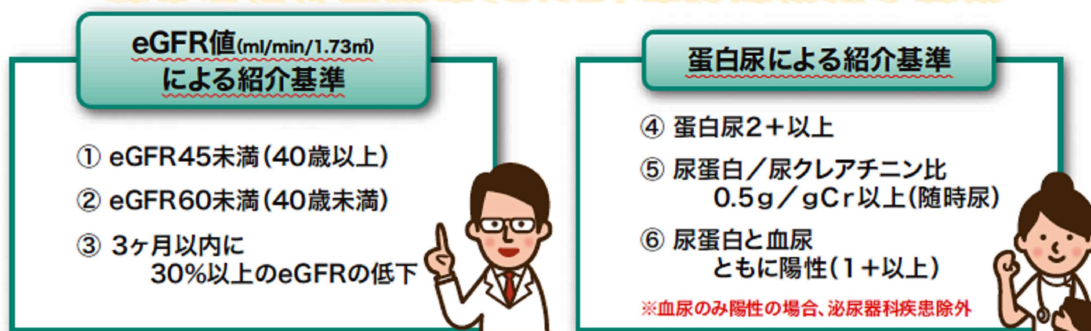 eGFR値(ml/min/1.73㎡)
による紹介基準
① eGFR45未満(40歳以上)
② eGFR60未満(40歳未満)
③ 3ヶ月以内に
30%以上のeGFRの低下
蛋白尿による紹介基準
④ 蛋白尿2+以上
⑤ 尿蛋白/尿クレアチニン比
0.5g/gCr以上(随時尿)
⑥ 尿蛋白と血尿
ともに陽性(1+以上)
※血尿のみ陽性の場合、泌尿器科疾患除外